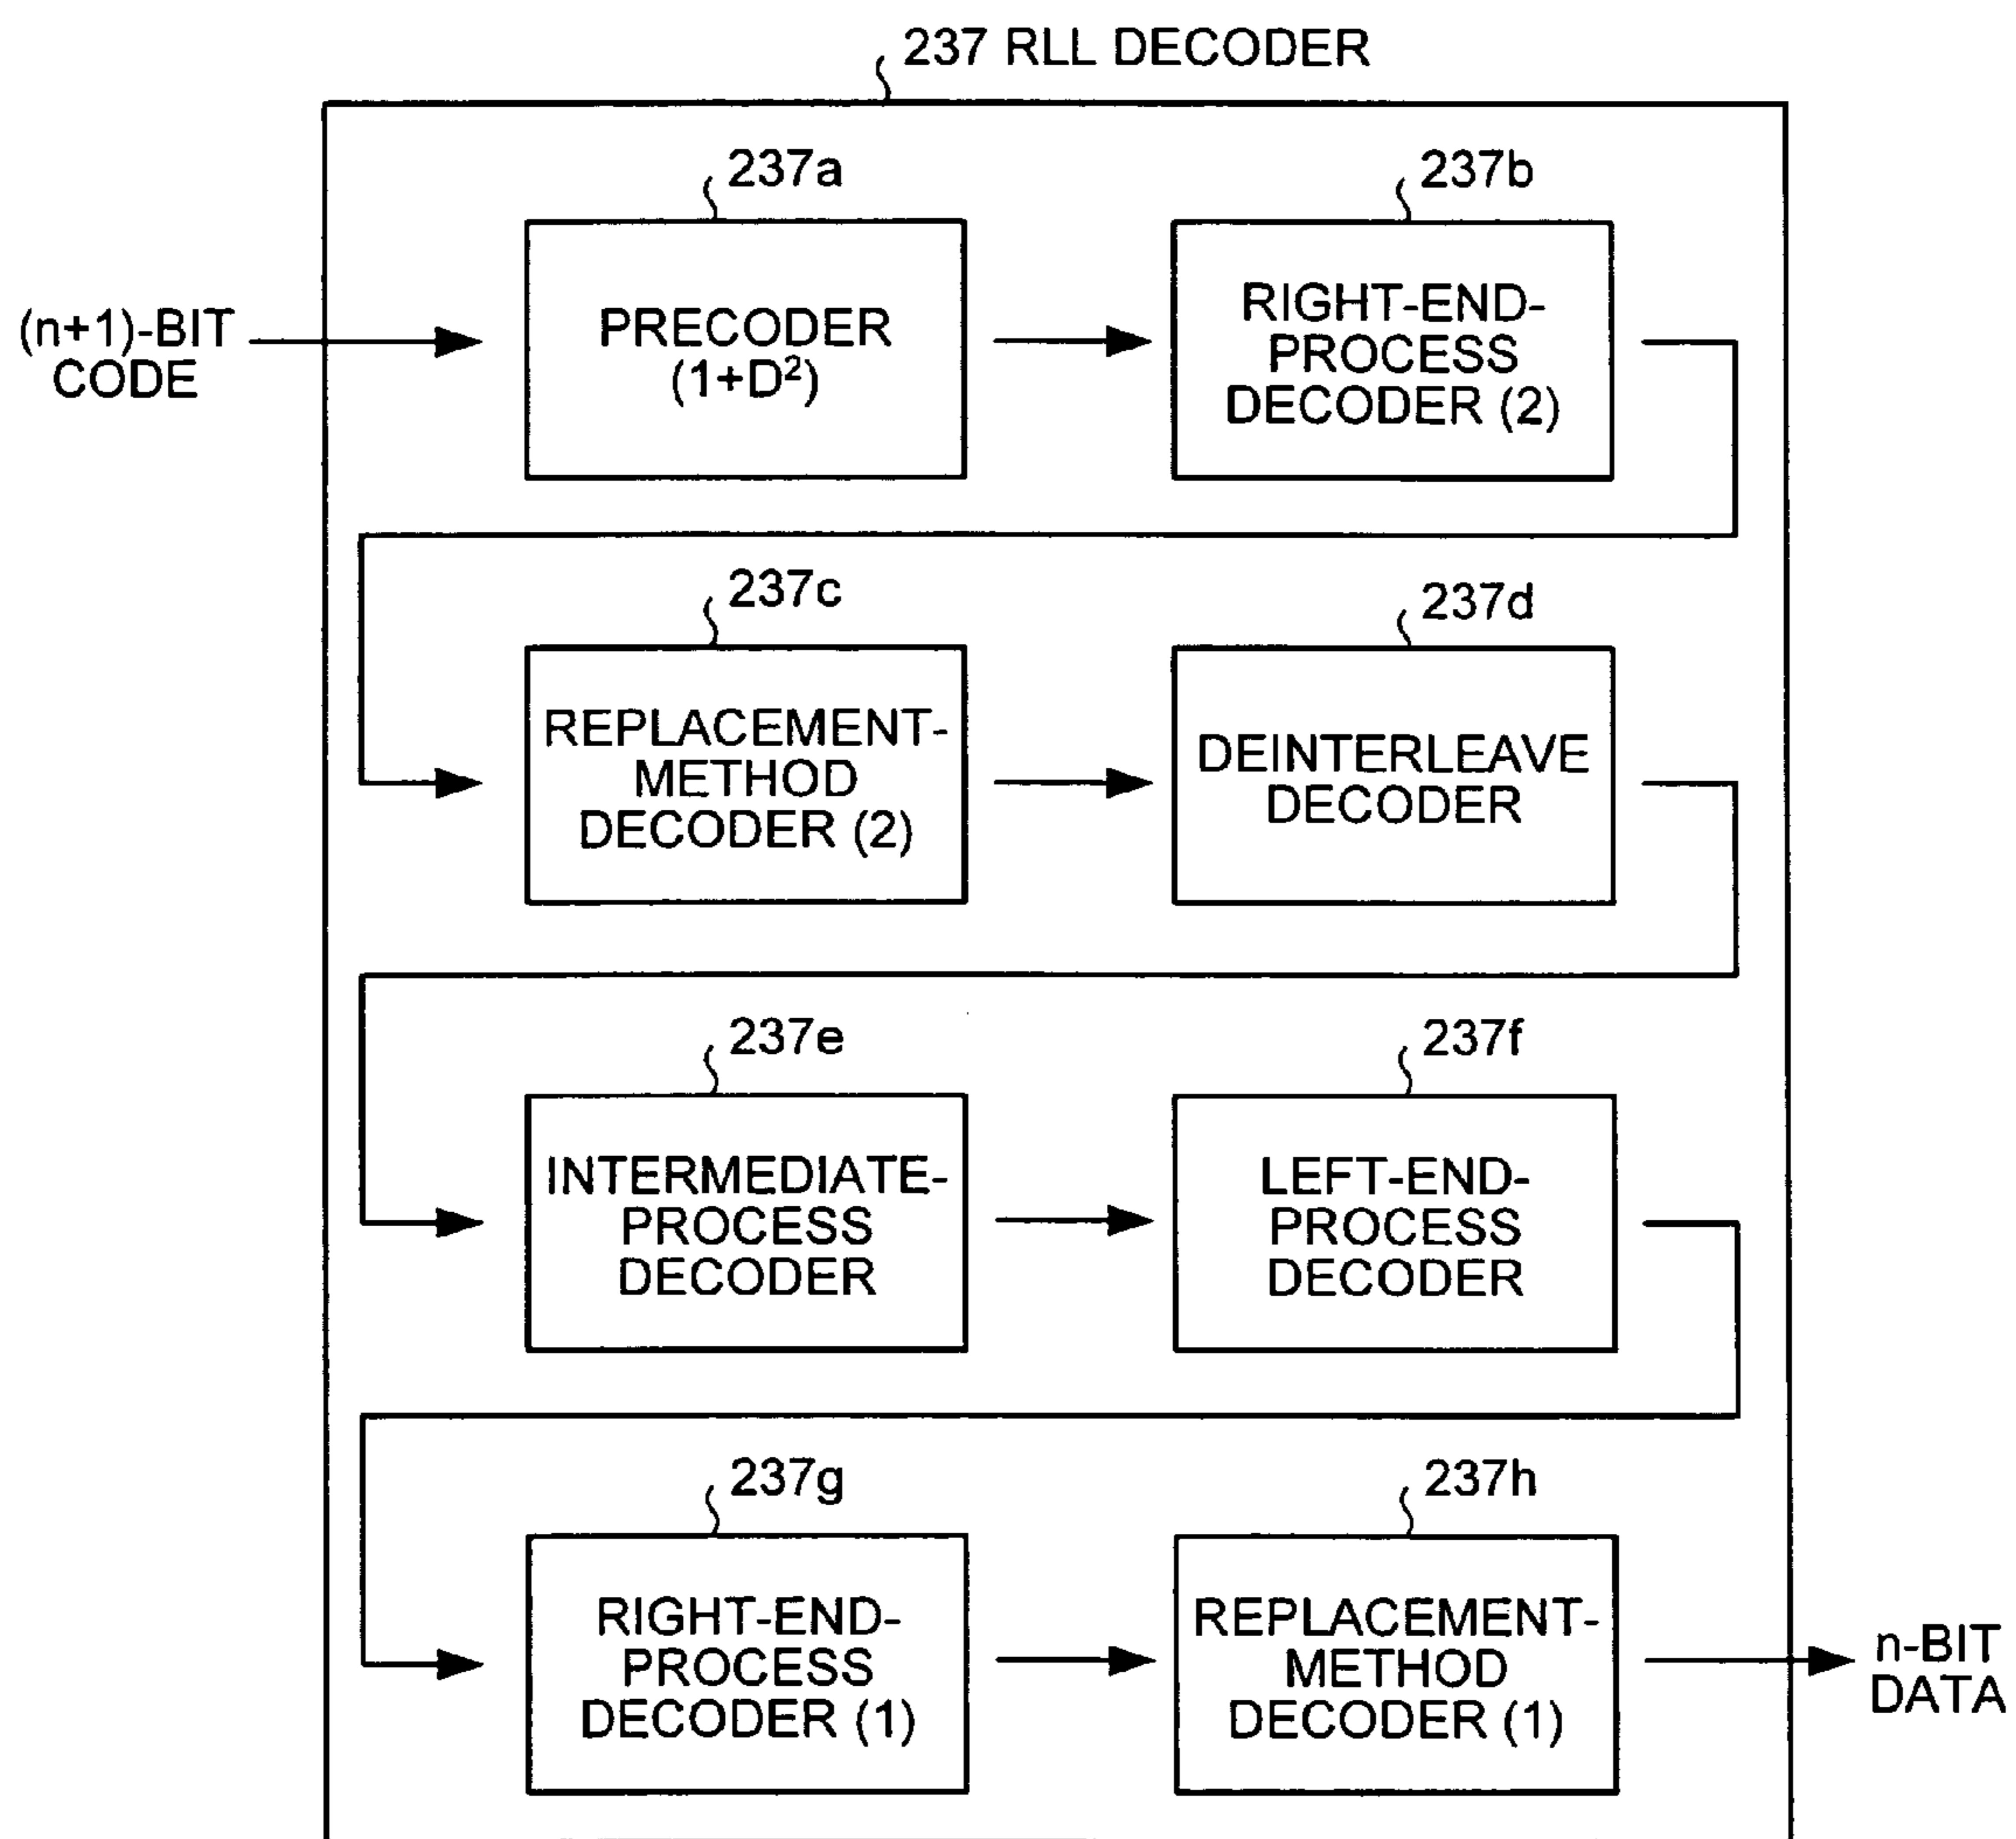 237 RLL DECODER
237a
237b
(n+1)-BIT
CODE
PRECODER
(1+D²)
RIGHT-END-
PROCESS
DECODER (2)
237c
237d
REPLACEMENT-
METHOD
DECODER (2)
DEINTERLEAVE
DECODER
237e
237f
INTERMEDIATE-
PROCESS
DECODER
LEFT-END-
PROCESS
DECODER
237g
237h
RIGHT-END-
PROCESS
DECODER (1)
REPLACEMENT-
METHOD
DECODER (1)
n-BIT
DATA